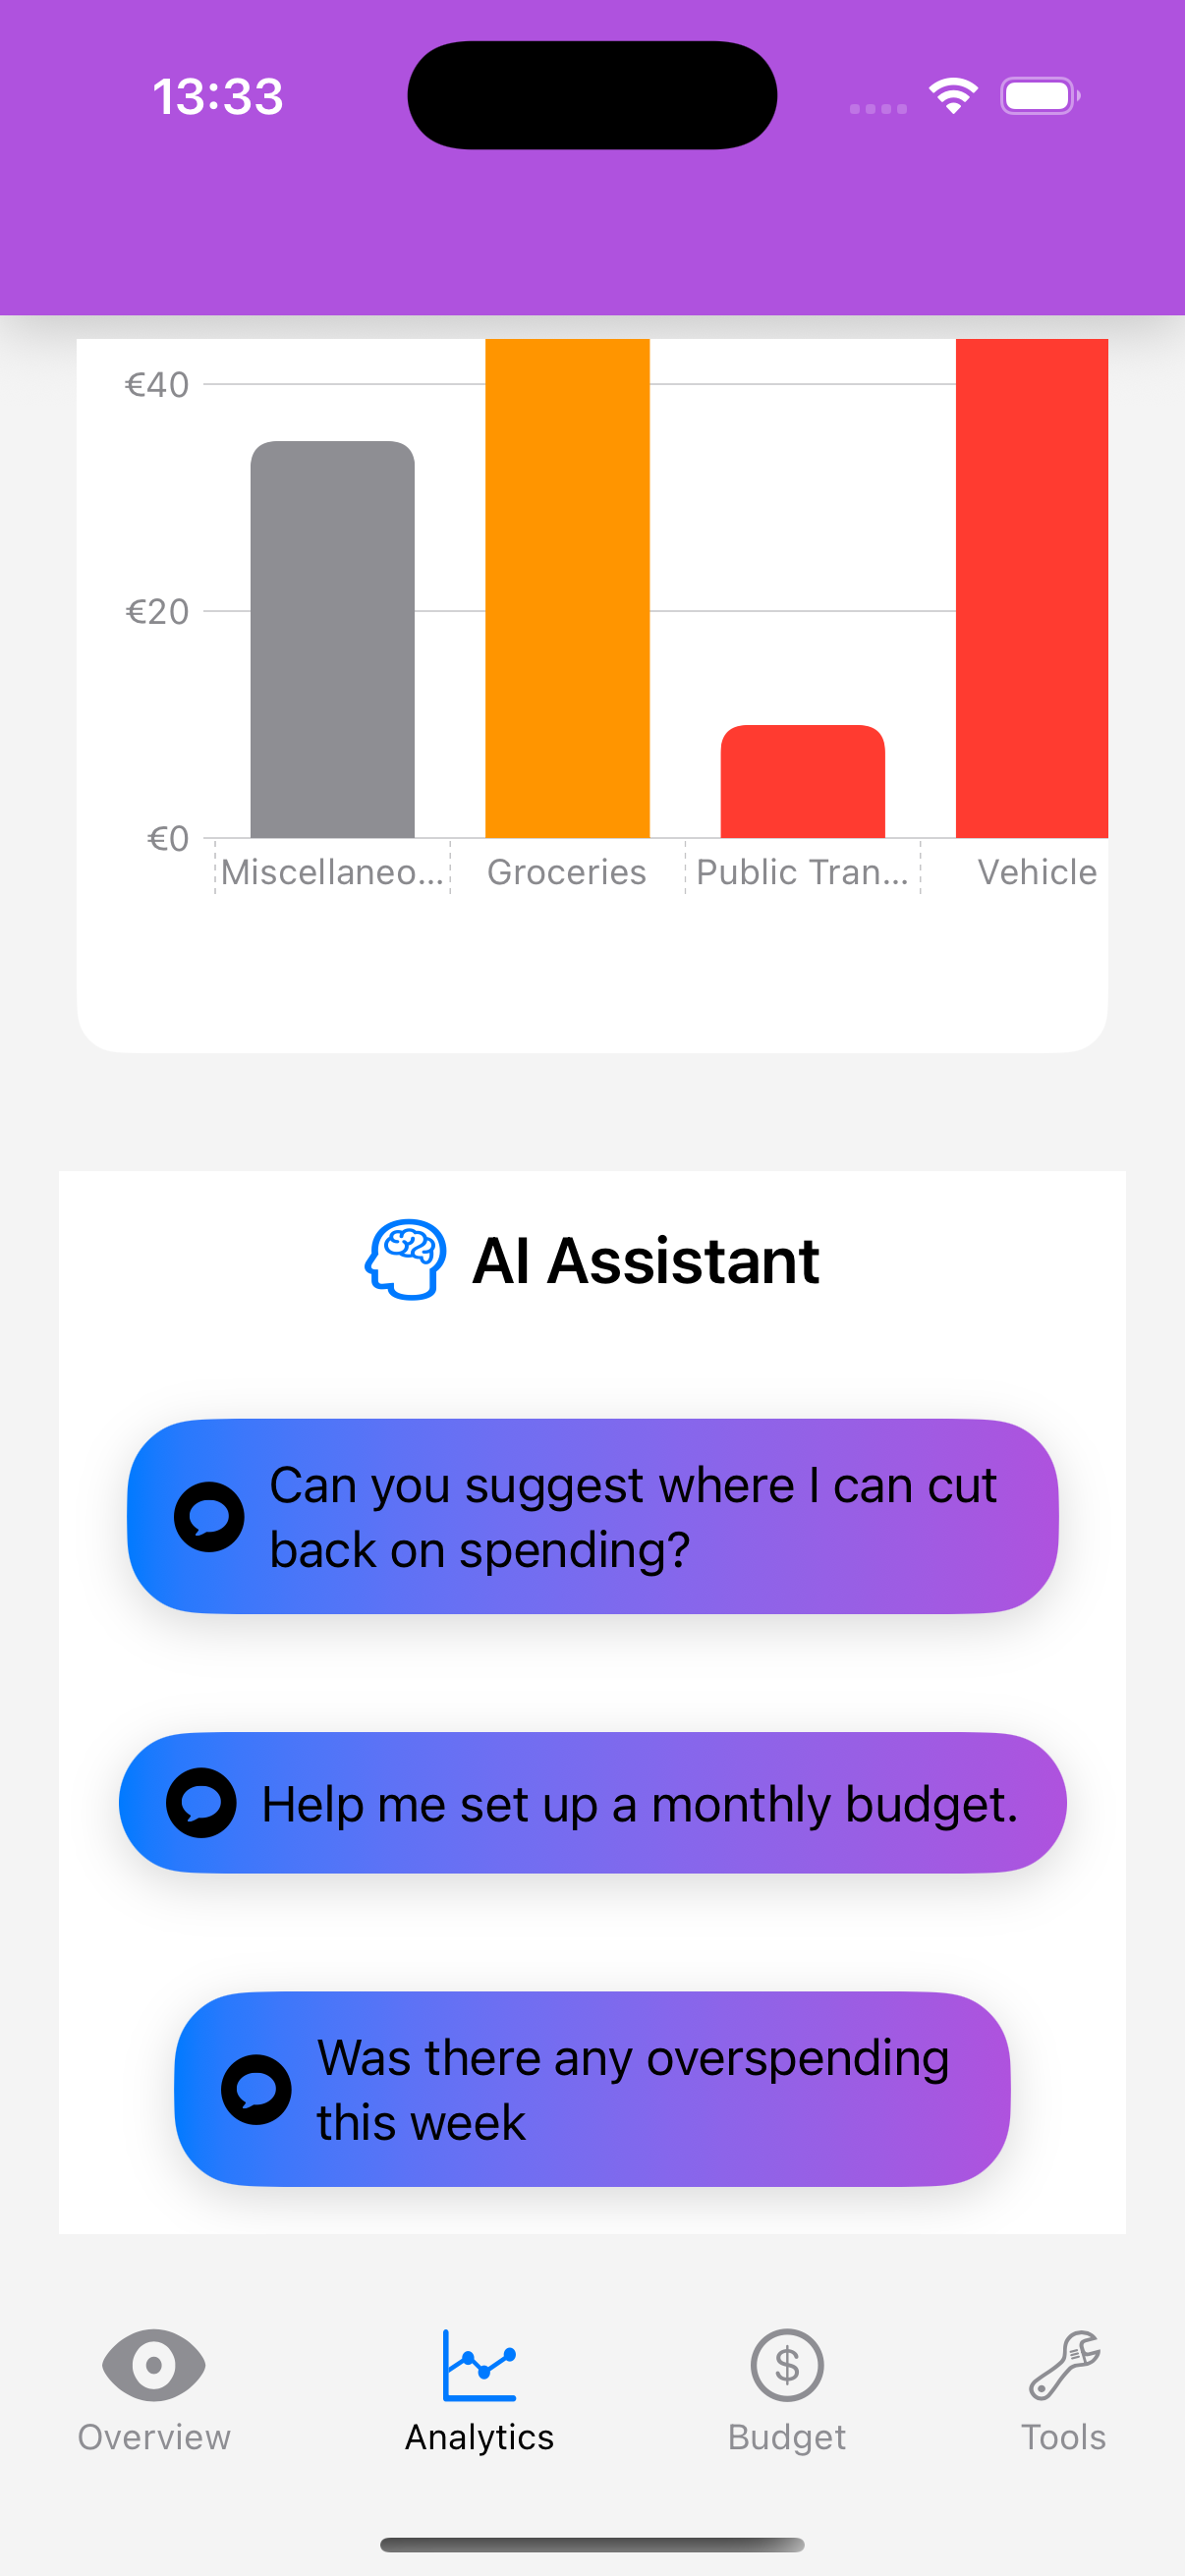 13:33
€40
€20
€0
Miscellaneo... Groceries Public Tran... Vehicle
AI Assistant
Can you suggest where I can cut
back on spending?
Help me set up a monthly budget.
Was there any overspending
this week
Overview Analytics Budget Tools